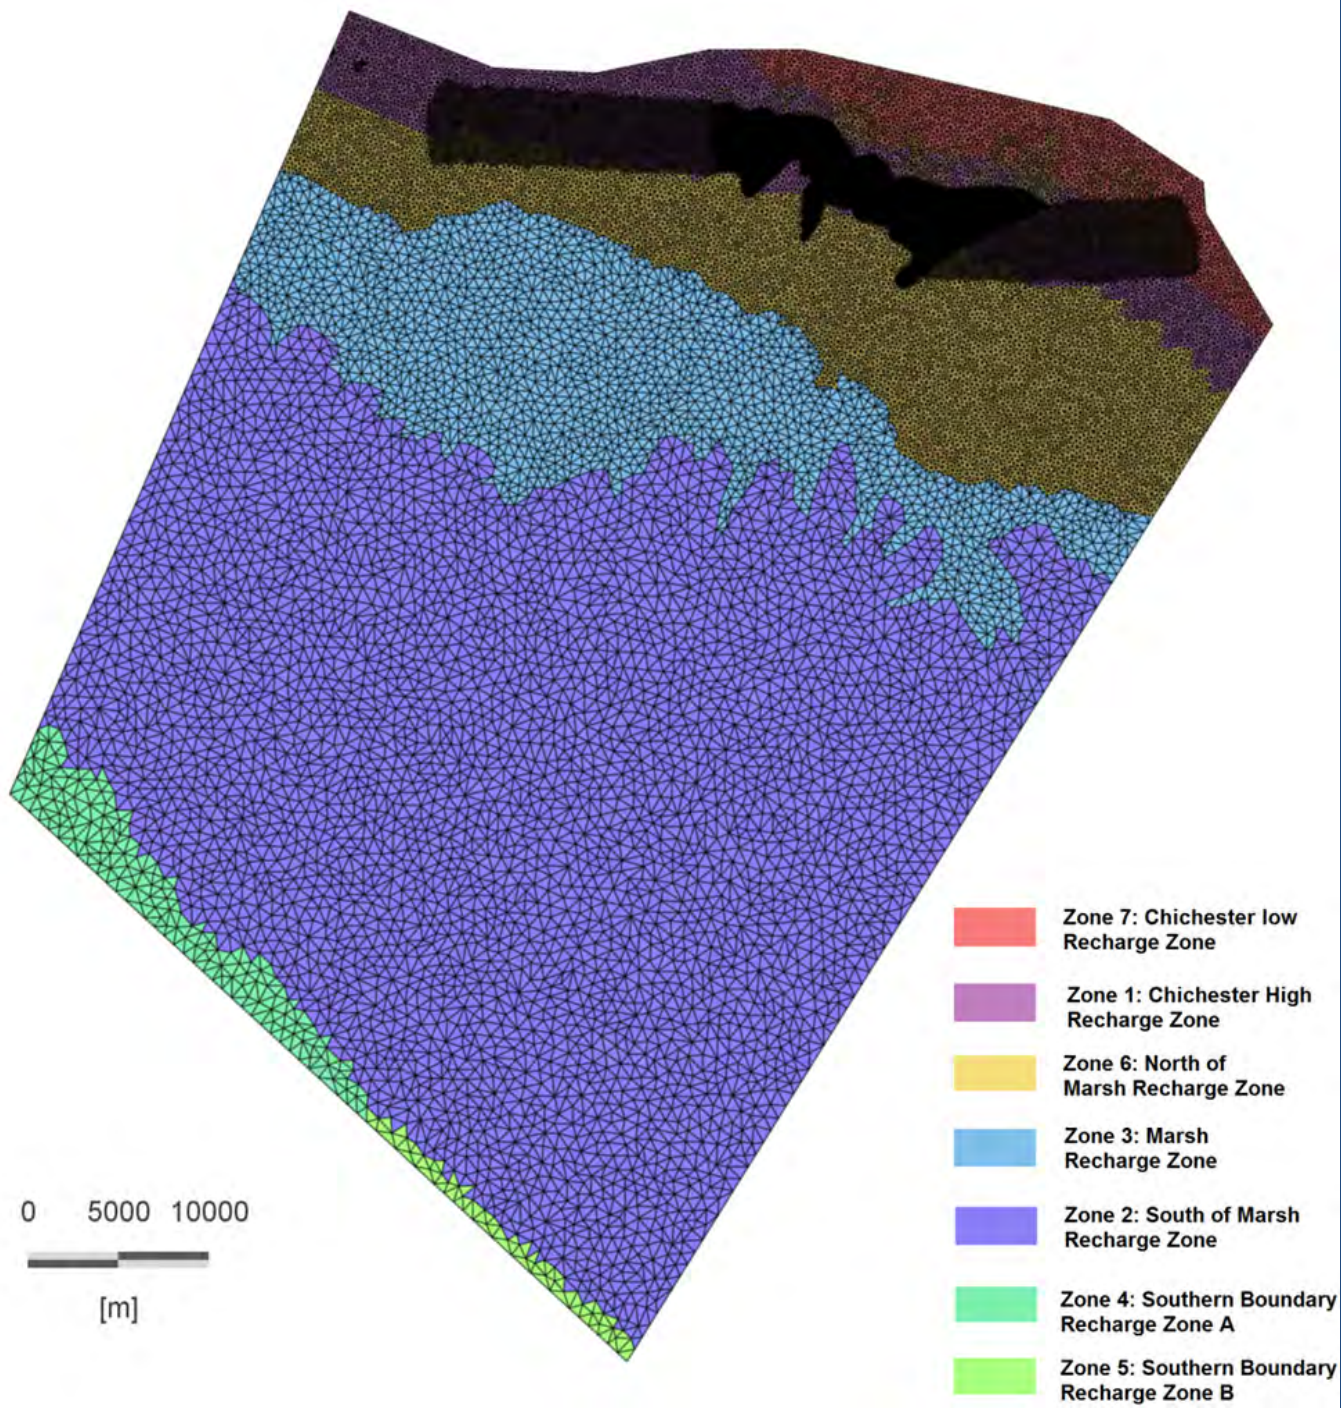 Zone 7: Chichester low
Recharge Zone
Zone 1: Chichester High
Recharge Zone
Zone 6: North of
Marsh Recharge Zone
Zone 3: Marsh
Recharge Zone
Zone 2: South of Marsh
Recharge Zone
Zone 4: Southern Boundary
Recharge Zone A
Zone 5: Southern Boundary
Recharge Zone B
0 5000 10000
[m]